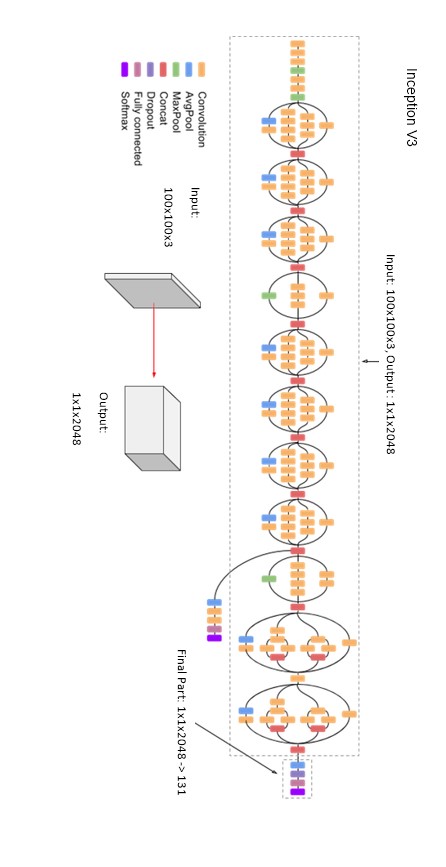 Inception V3
Input: 100x100x3, Output : 1x1x2048
Final Part: 1x1x2048 -> 131
Convolution
AvgPool
MaxPool
Concat
Dropout
Fully connected
Softmax
Input:
100x100x3
Output:
1x1x2048